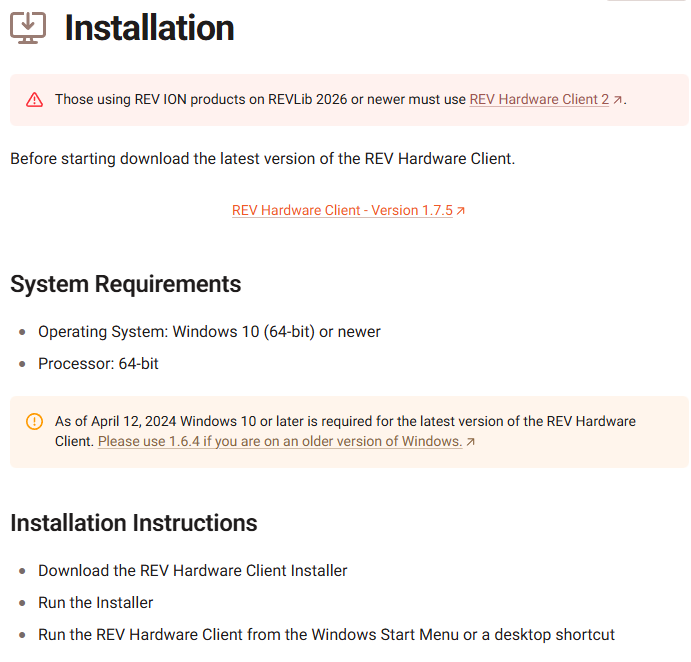 Installation
Those using REV ION products on REVLib 2026 or newer must use REV Hardware Client 2 ↗.
Before starting download the latest version of the REV Hardware Client.
REV Hardware Client - Version 1.7.5 ↗
System Requirements
• Operating System: Windows 10 (64-bit) or newer
• Processor: 64-bit
As of April 12, 2024 Windows 10 or later is required for the latest version of the REV Hardware
Client. Please use 1.6.4 if you are on an older version of Windows. ↗
Installation Instructions
• Download the REV Hardware Client Installer
• Run the Installer
• Run the REV Hardware Client from the Windows Start Menu or a desktop shortcut